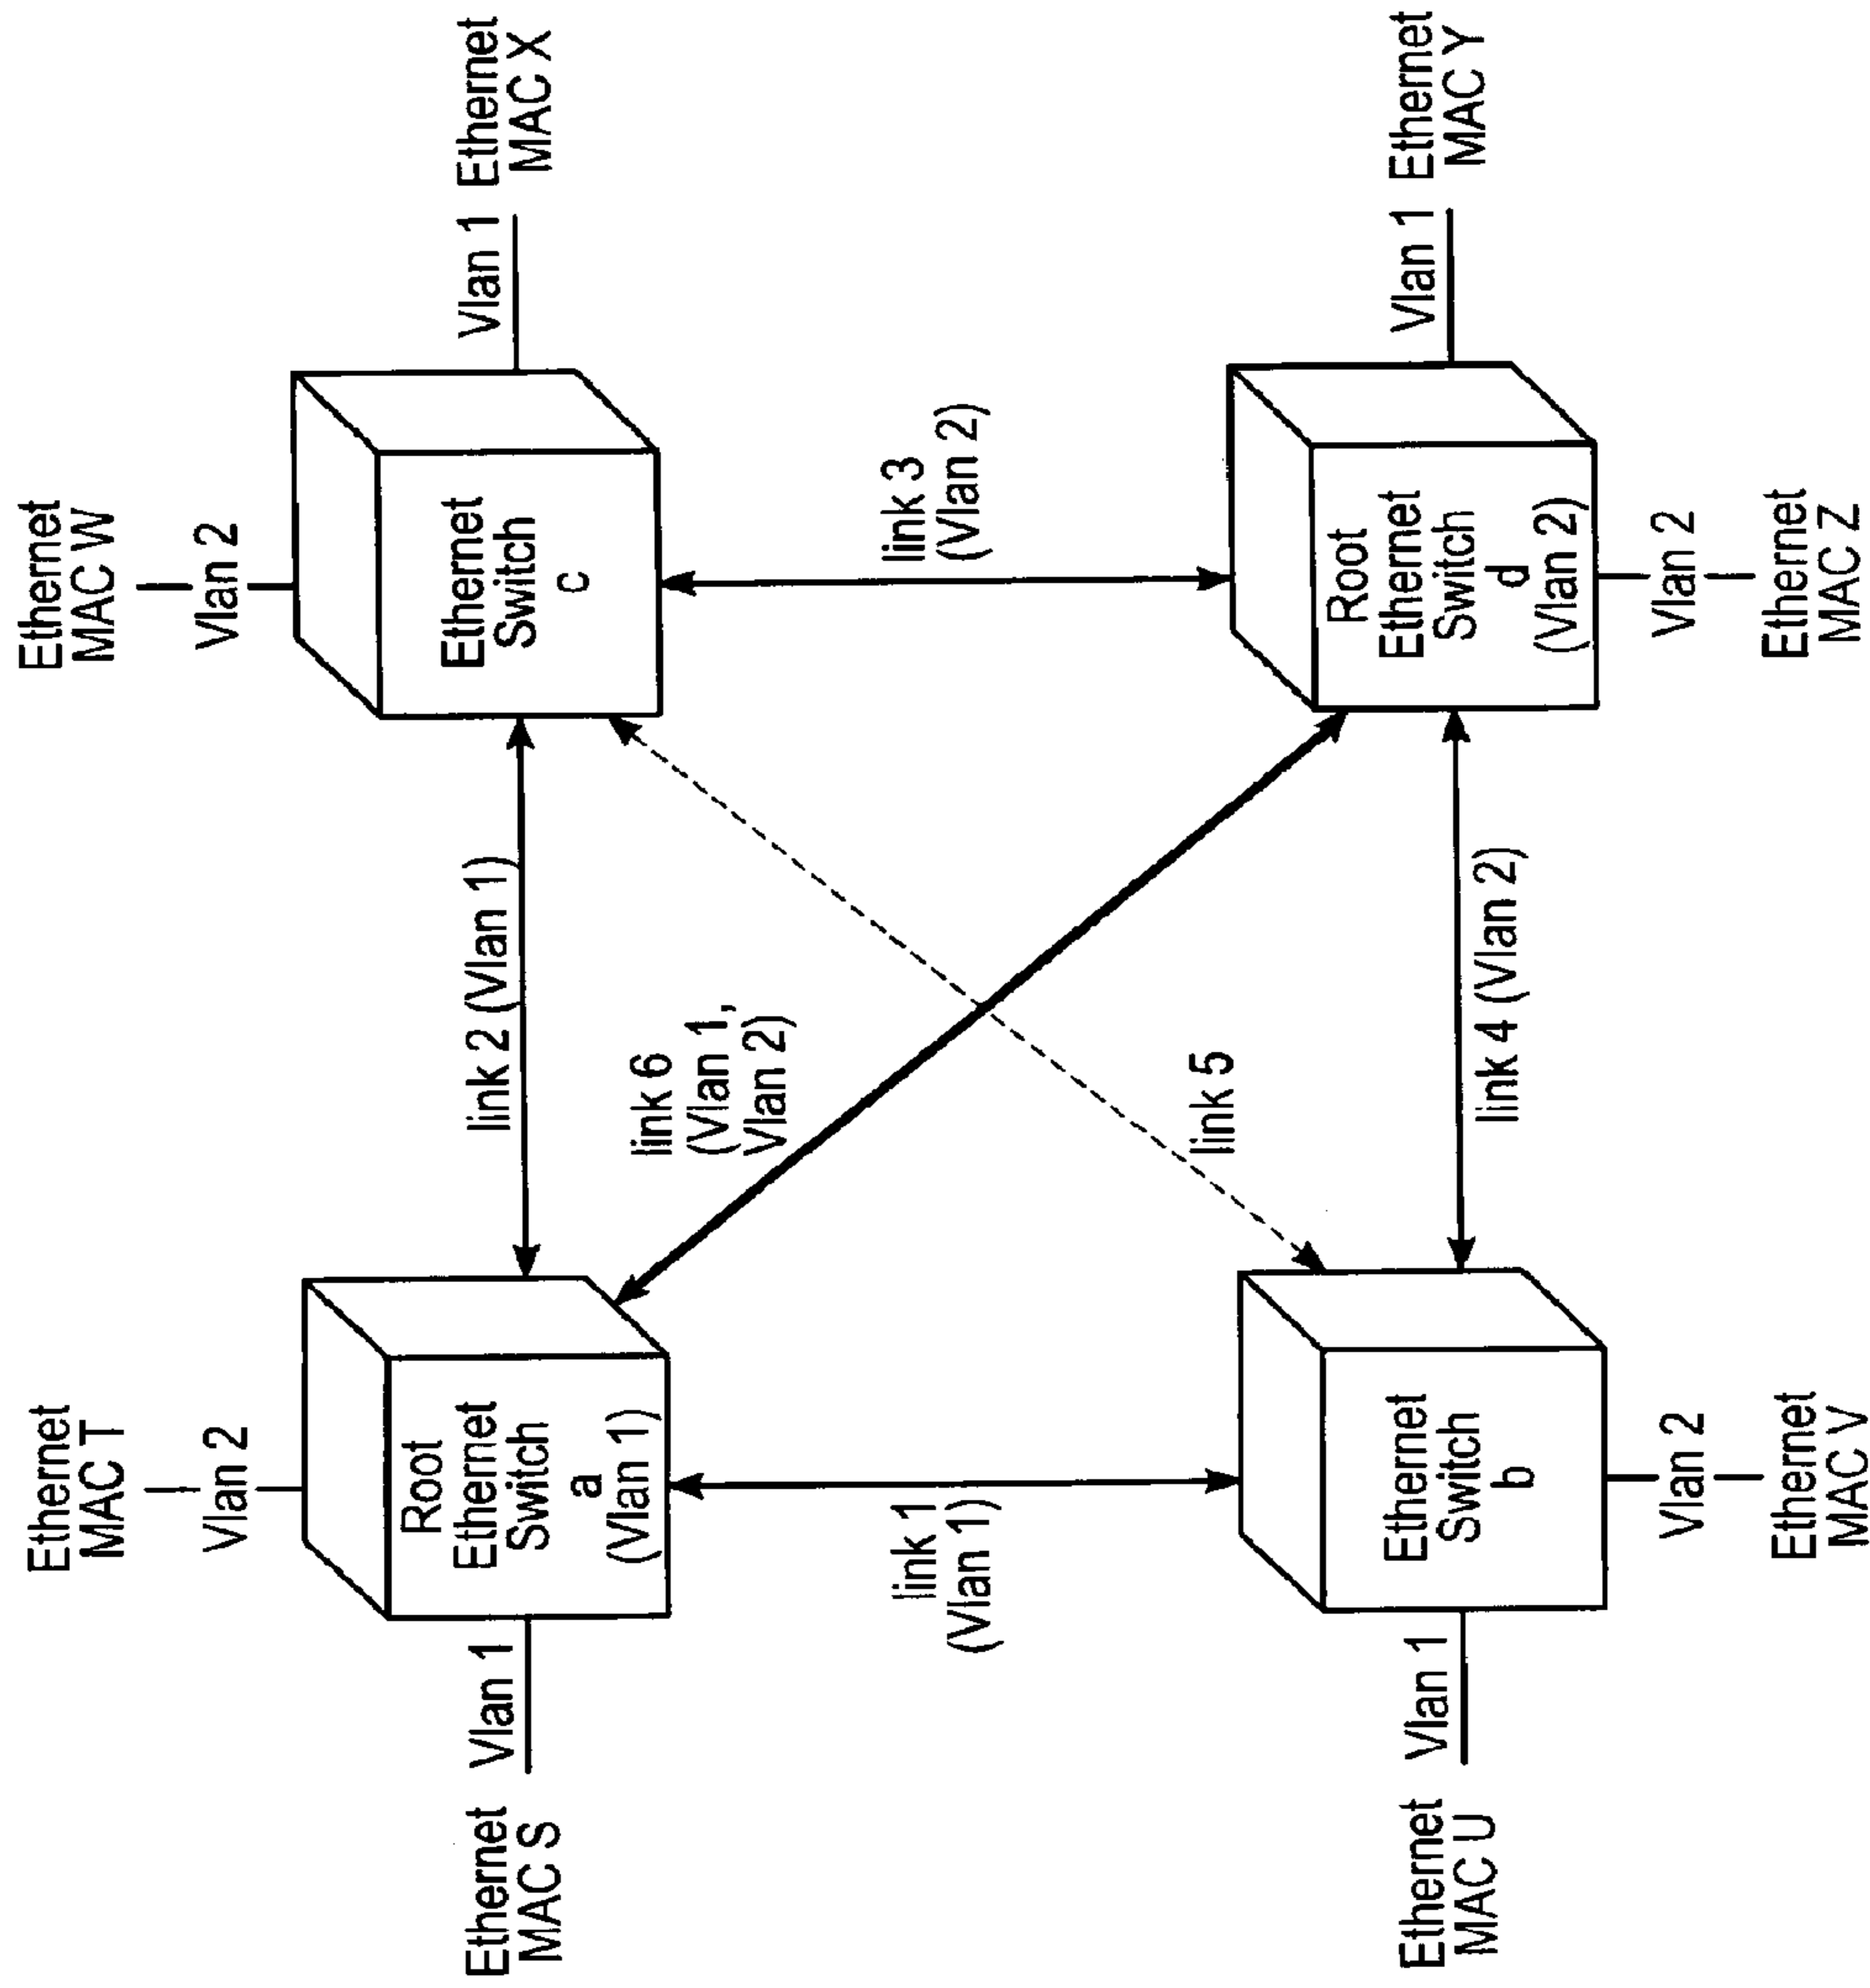 Ethernet
MAC T
Vlan 2
Ethernet
MAC W
Vlan 2
Ethernet
MAC S
Vlan 1
Root
Ethernet
Switch
a
(Vlan 1)
link 2 (Vlan 1)
Ethernet
Switch
c
Vlan 1
Ethernet
MAC X
link 6
(Vlan 1,
Vlan 2)
link 1
(Vlan 1)
link 3
(Vlan 2)
link 5
Ethernet
MAC U
Vlan 1
Ethernet
Switch
b
link 4 (Vlan 2)
Root
Ethernet
Switch
d
(Vlan 2)
Vlan 1
Ethernet
MAC Y
Vlan 2
Ethernet
MAC V
Vlan 2
Ethernet
MAC Z